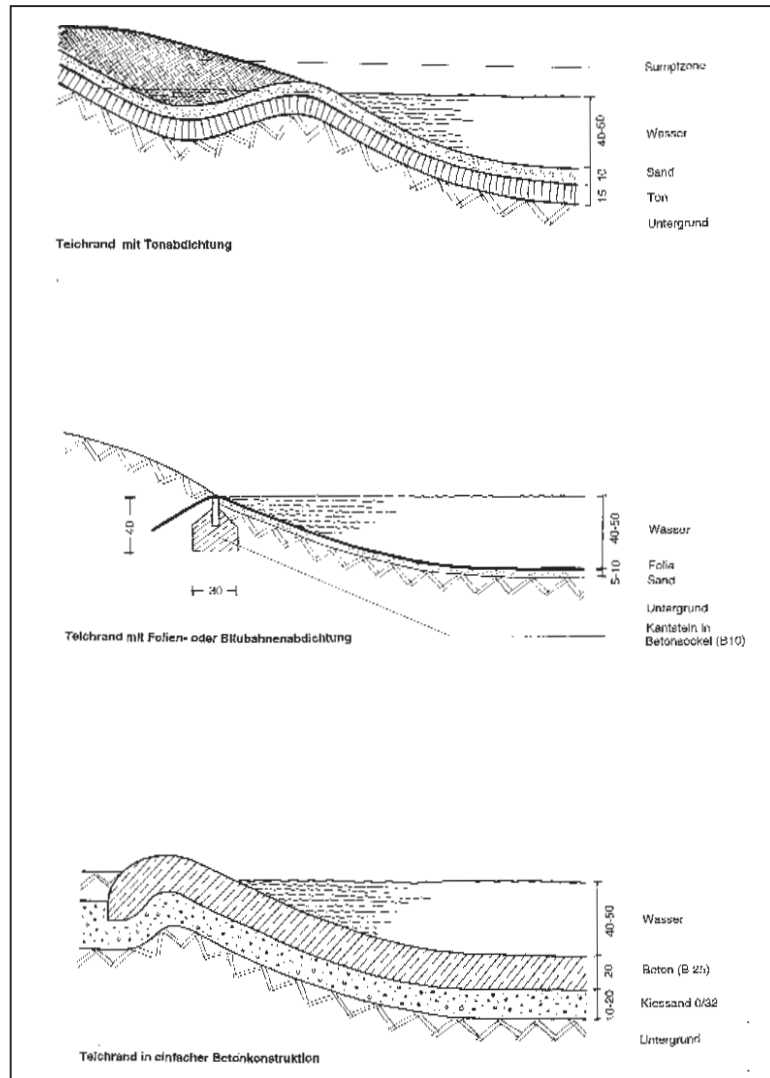 Sumpfzone
40-50
Wasser
10
Sand
15
Ton
Untergrund
Teichrand mit Tonabdichtung
40
40-50
Wasser
Folie
5-10
Sand
30
Untergrund
Kantstein in
Betonsockel (B10)
Teichrand mit Folien- oder Bitubahnenabdichtung
40-50
Wasser
20
Beton (B 25)
10-20
Kiessand 0/32
Untergrund
Teichrand in einfacher Betonkonstruktion